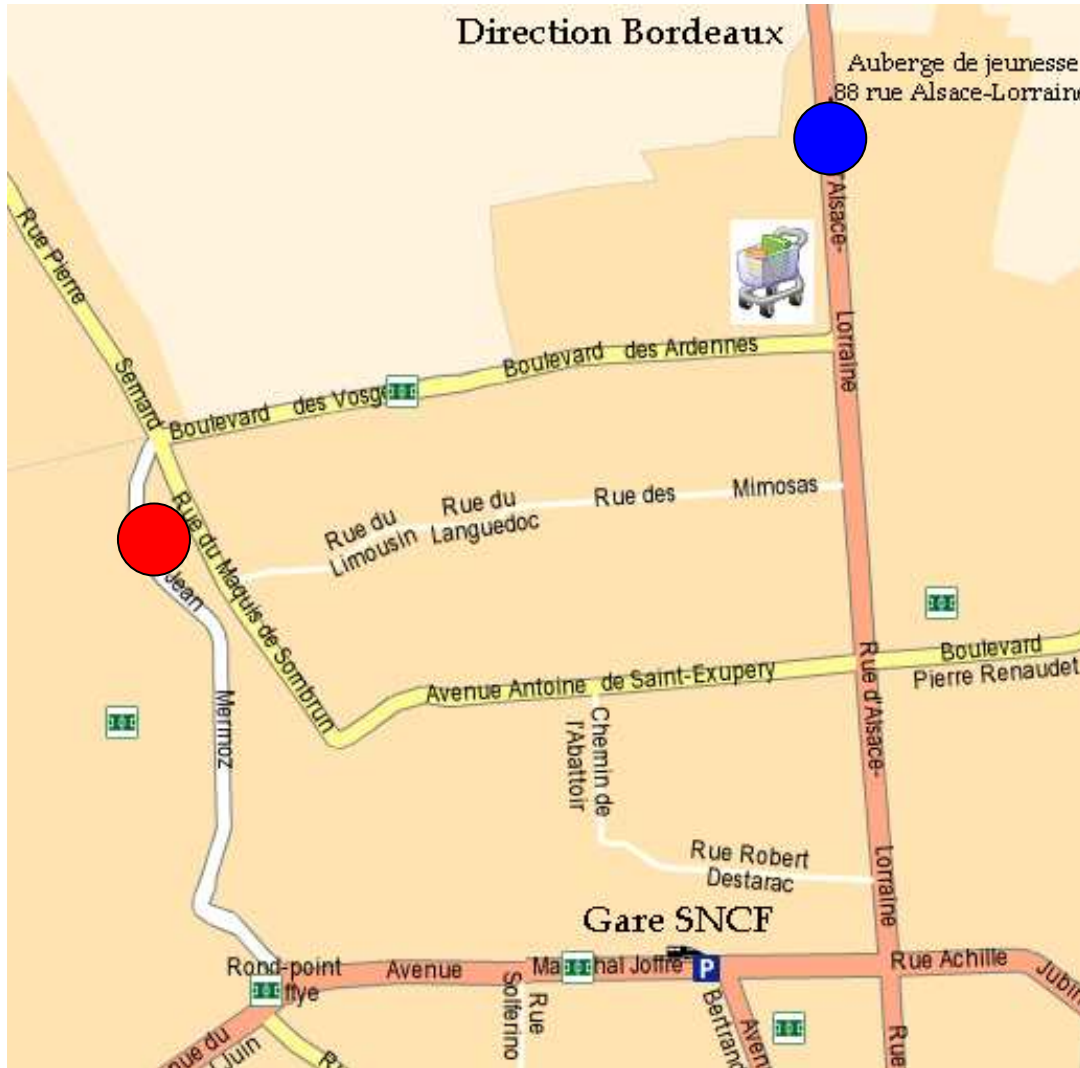 Direction Bordeaux
Auberge de jeunesse
88 rue Alsace-Lorraine
Alsace-
Lorraine
Rue Pierre
Semard
Boulevard des Ardennes
Boulevard des
Rue du Maquis de Sombrun
Rue du
Limousin
Rue du
Languedoc
Rue des Mimosas
Jean
Mermoz
Avenue Antoine de Saint-Exupery
Boulevard
Pierre Renaudet
Rue d'Alsace-
Lorraine
Chemin de
l'Abattoir
Rue Robert
Destarac
Gare SNCF
Rond-point
Avenue
Joffre
P
Rue Achille
Jubin
Rue
Solferino
Bertrand
Rue
Juin